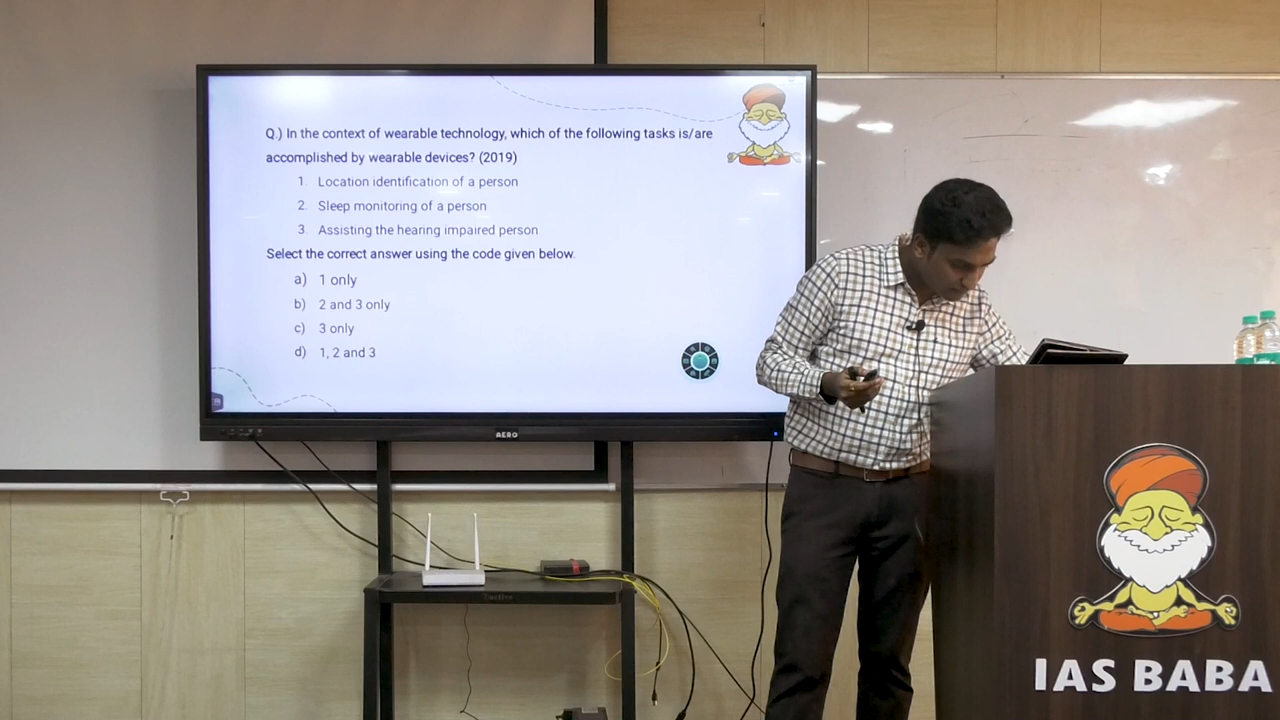 Q.) In the context of wearable technology, which of the following tasks is/are
accomplished by wearable devices? (2019)
1. Location identification of a person
2. Sleep monitoring of a person
3. Assisting the hearing impaired person
Select the correct answer using the code given below.
a) 1 only
b) 2 and 3 only
c) 3 only
d) 1, 2 and 3
AERO
IAS BABA